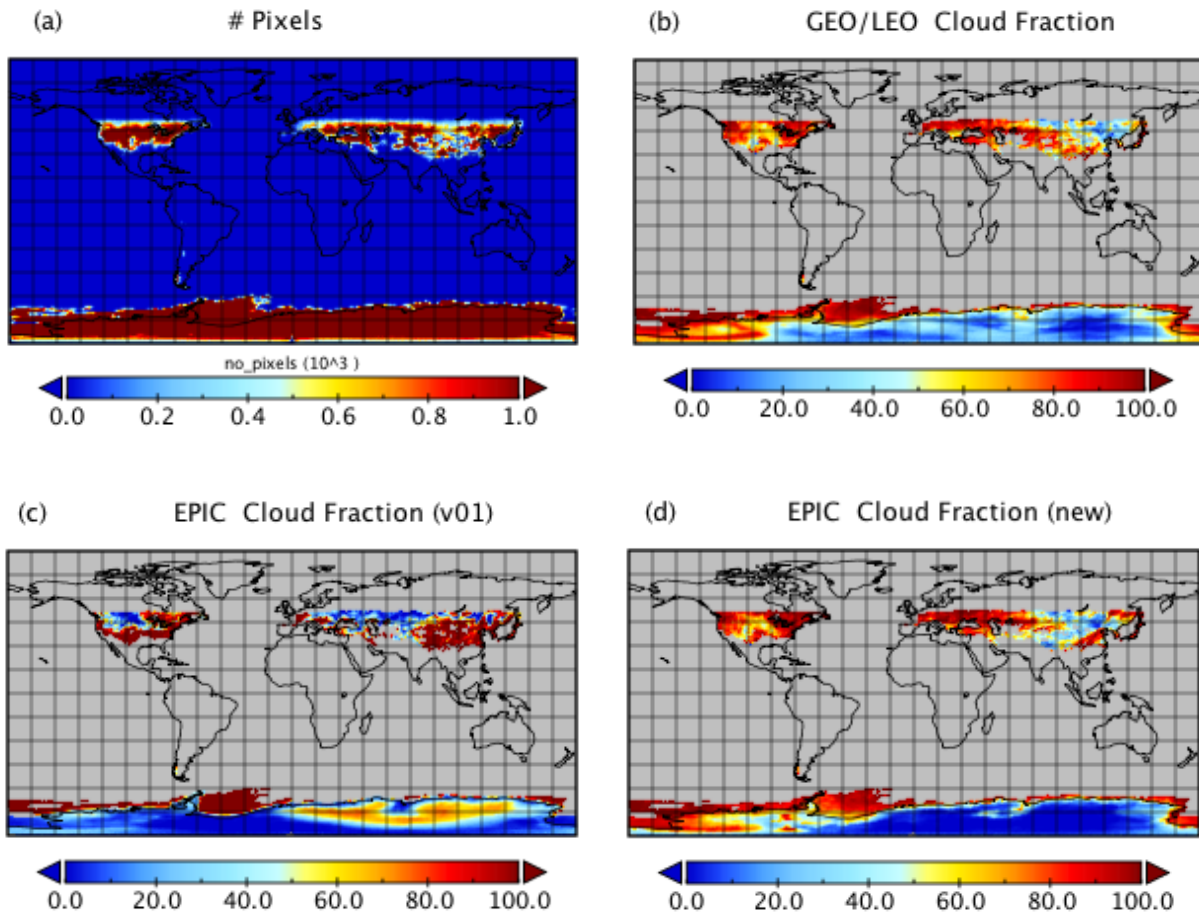 (a) # Pixels
(b) GEO/LEO Cloud Fraction
no_pixels (10^3 )
0.0 0.2 0.4 0.6 0.8 1.0
0.0 20.0 40.0 60.0 80.0 100.0
(c) EPIC Cloud Fraction (v01)
(d) EPIC Cloud Fraction (new)
0.0 20.0 40.0 60.0 80.0 100.0
0.0 20.0 40.0 60.0 80.0 100.0